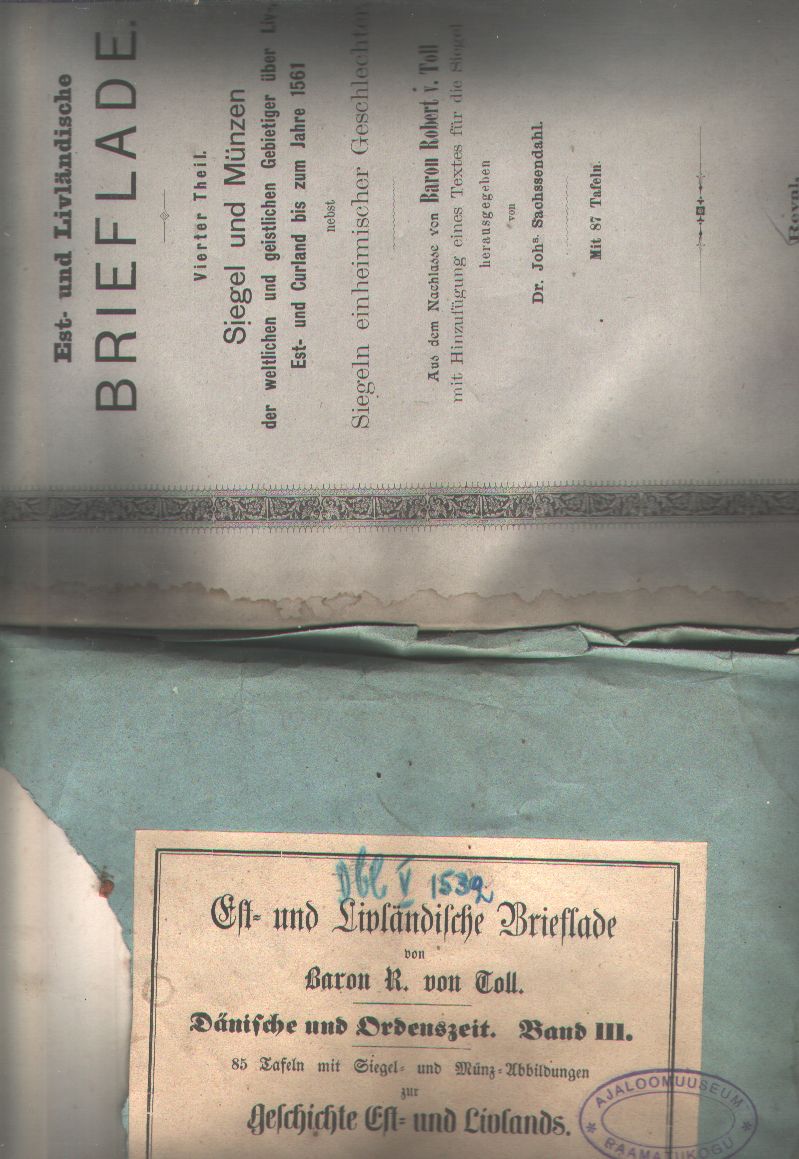 Est- und Livländische
BRIEFLADE.
Vierter Theil.
Siegel und Münzen
der weltlichen und geistlichen Gebietiger über Liv-,
Est- und Curland bis zum Jahre 1561
nebst
Siegeln einheimischer Geschlechter
Aus dem Nachlasse von Baron Robert v. Toll
mit Hinzufügung eines Textes für die Siegel
herausgegeben
von
Dr. Johs. Sachssendahl.
Mit 87 Tafeln.
Reval.
V 1539
Est- und Livländische Brieflade
von
Baron R. von Toll.
Dänische und Ordenszeit. Band III.
85 Tafeln mit Siegel- und Münz-Abbildungen
zur
Geschichte Est- und Livlands.
AJALOOMUUSEUM
RAAMATUKOGU